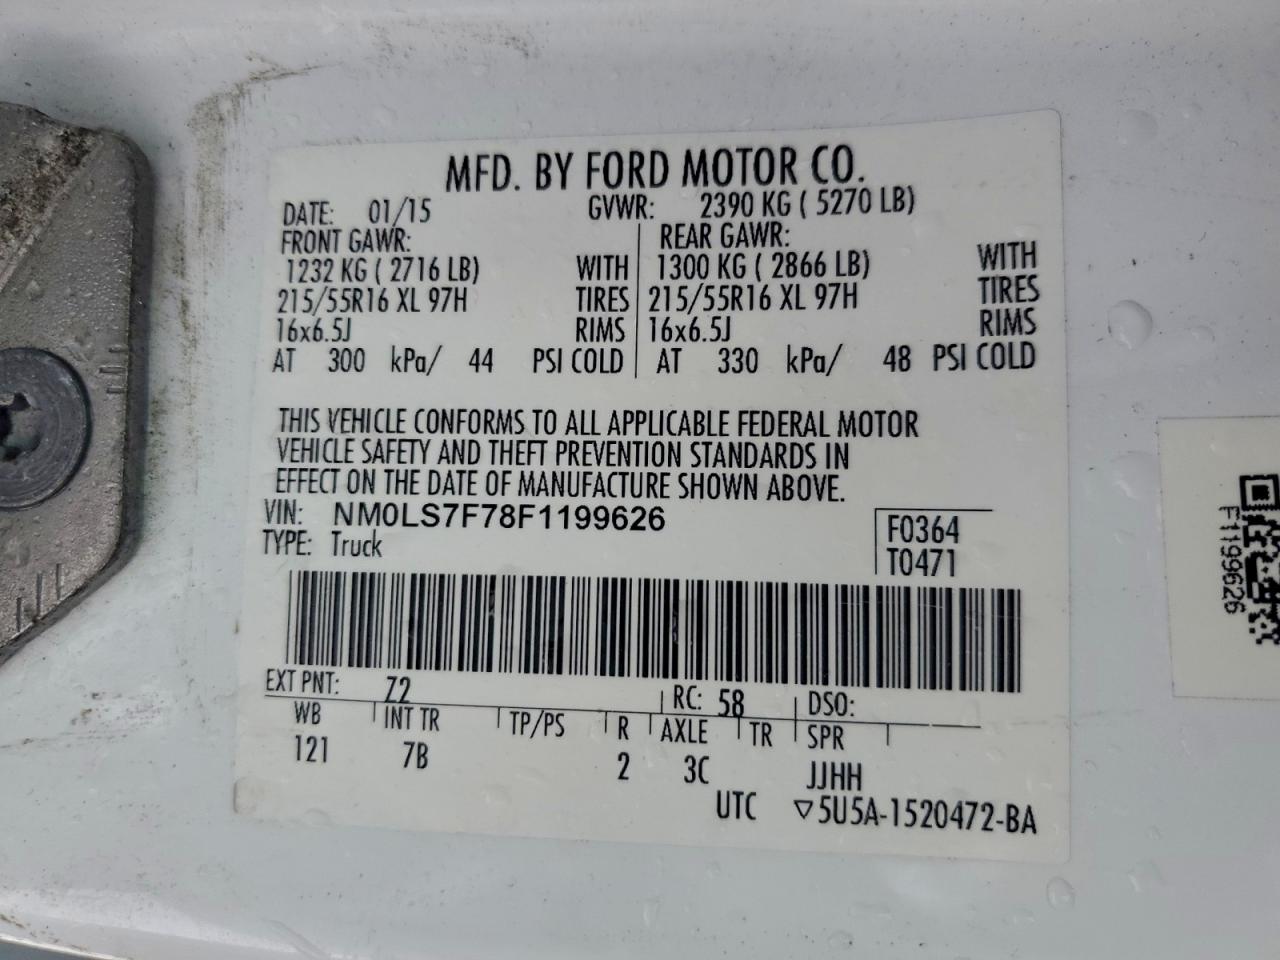 MFD. BY FORD MOTOR CO.
DATE: 01/15 GVWR: 2390 KG ( 5270 LB)
FRONT GAWR: REAR GAWR:
1232 KG ( 2716 LB) WITH 1300 KG ( 2866 LB) WITH
215/55R16 XL 97H TIRES 215/55R16 XL 97H TIRES
16x6.5J RIMS 16x6.5J RIMS
AT 300 kPa/ 44 PSI COLD AT 330 kPa/ 48 PSI COLD
THIS VEHICLE CONFORMS TO ALL APPLICABLE FEDERAL MOTOR
VEHICLE SAFETY AND THEFT PREVENTION STANDARDS IN
EFFECT ON THE DATE OF MANUFACTURE SHOWN ABOVE.
VIN: NM0LS7F78F1199626 F0364
TYPE: Truck T0471
EXT PNT: Z2 RC: 58 DSO:
WB INT TR TP/PS R AXLE TR SPR
121 7B 2 3C JJHH
UTC ▽5U5A-1520472-BA
F1199626